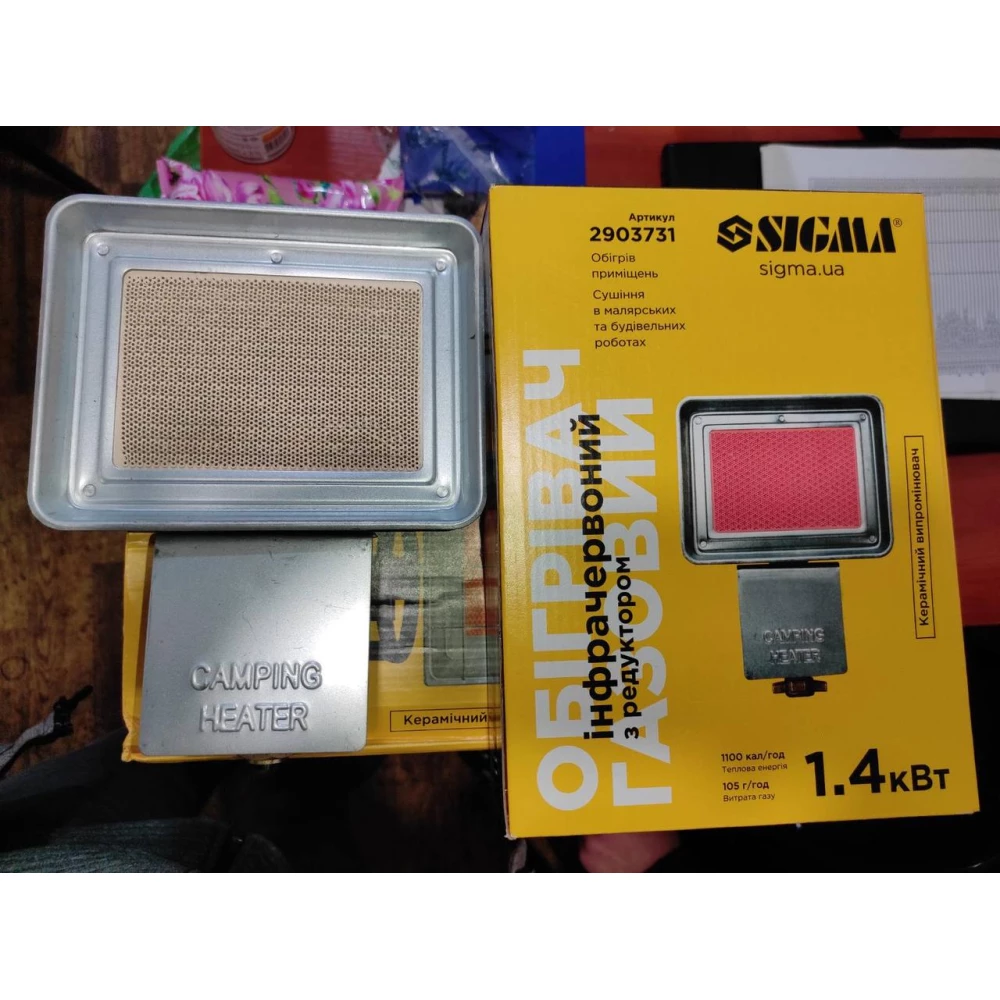 Артикул
2903731
Обігрів
приміщень
Сушіння
в малярських
та будівельних
роботах
SIGMA®
sigma.ua
ОБІГРІВАЧ
ГАЗОВИЙ
інфрачервоний
з редуктором
Керамічний випромінювач
CAMPING
HEATER
1100 кал/год
Теплова енергія
105 г/год
Витрата газу
1.4кВт
CAMPING
HEATER
Керамічний